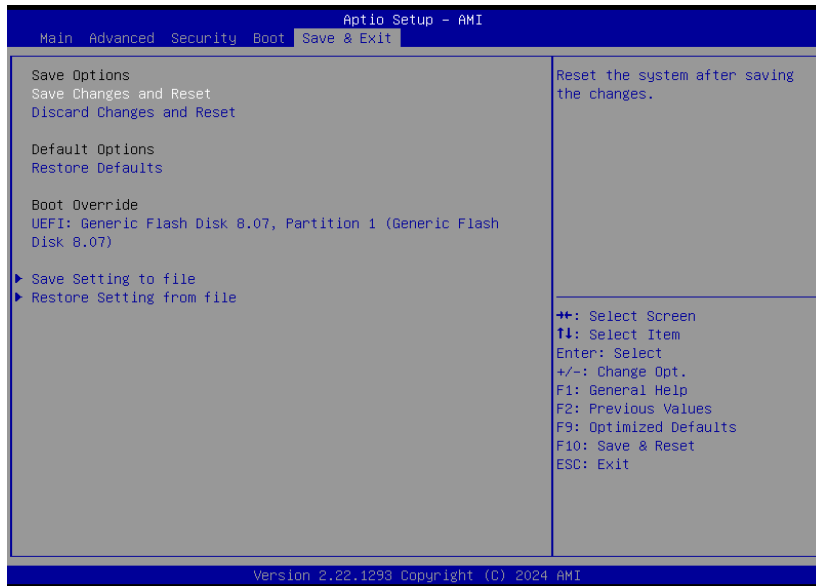 Aptio Setup – AMI
Main Advanced Security Boot Save & Exit
Save Options
Save Changes and Reset
Discard Changes and Reset
Default Options
Restore Defaults
Boot Override
UEFI: Generic Flash Disk 8.07, Partition 1 (Generic Flash
Disk 8.07)
Save Setting to file
Restore Setting from file
Reset the system after saving
the changes.
→←: Select Screen
↑↓: Select Item
Enter: Select
+/-: Change Opt.
F1: General Help
F2: Previous Values
F9: Optimized Defaults
F10: Save & Reset
ESC: Exit
Version 2.22.1293 Copyright (C) 2024 AMI